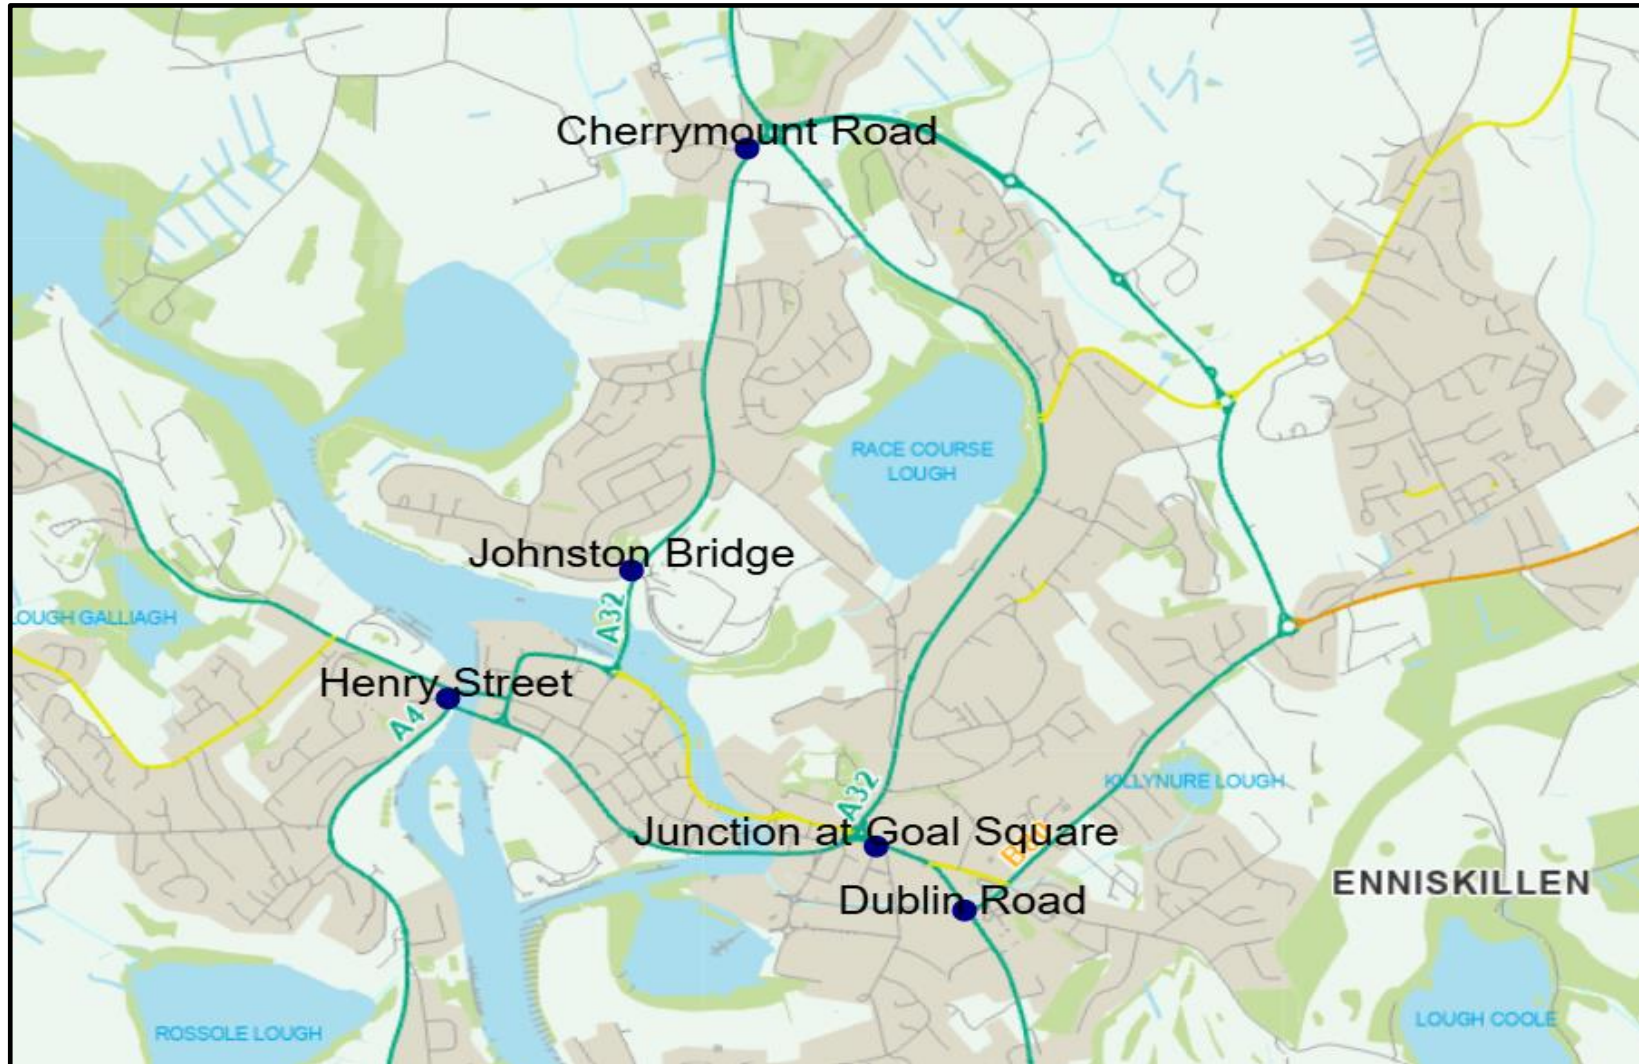 Cherrymount Road
RACE COURSE
LOUGH
Johnston Bridge
A32
LOUGH GALLIAGH
Henry Street
A4
KILLYNURE LOUGH
A32
Junction at Goal Square
ENNISKILLEN
Dublin Road
LOUGH COOLE
ROSSOLE LOUGH